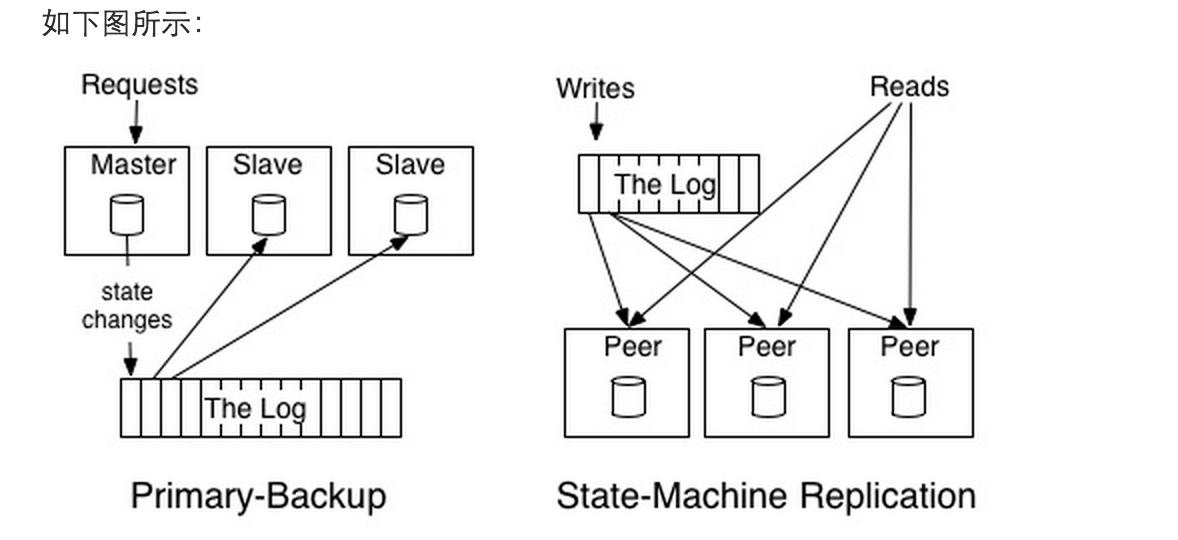 如下图所示：
Requests
Master
Slave
Slave
state
changes
The Log
Primary-Backup
Writes
Reads
The Log
Peer
Peer
Peer
State-Machine Replication